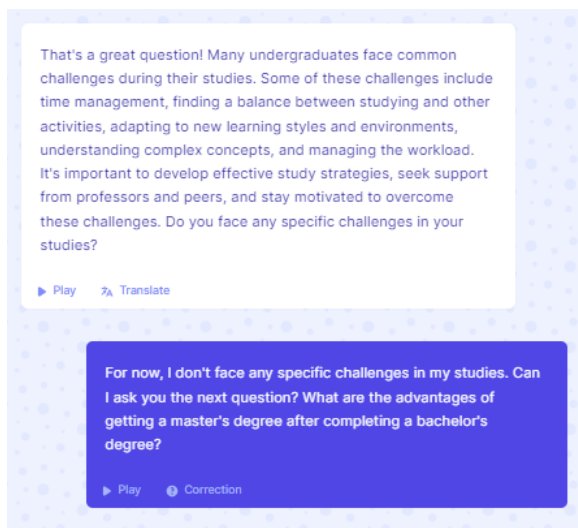 That's a great question! Many undergraduates face common
challenges during their studies. Some of these challenges include
time management, finding a balance between studying and other
activities, adapting to new learning styles and environments,
understanding complex concepts, and managing the workload.
It's important to develop effective study strategies, seek support
from professors and peers, and stay motivated to overcome
these challenges. Do you face any specific challenges in your
studies?
Play Translate
For now, I don't face any specific challenges in my studies. Can
I ask you the next question? What are the advantages of
getting a master's degree after completing a bachelor's
degree?
Play Correction